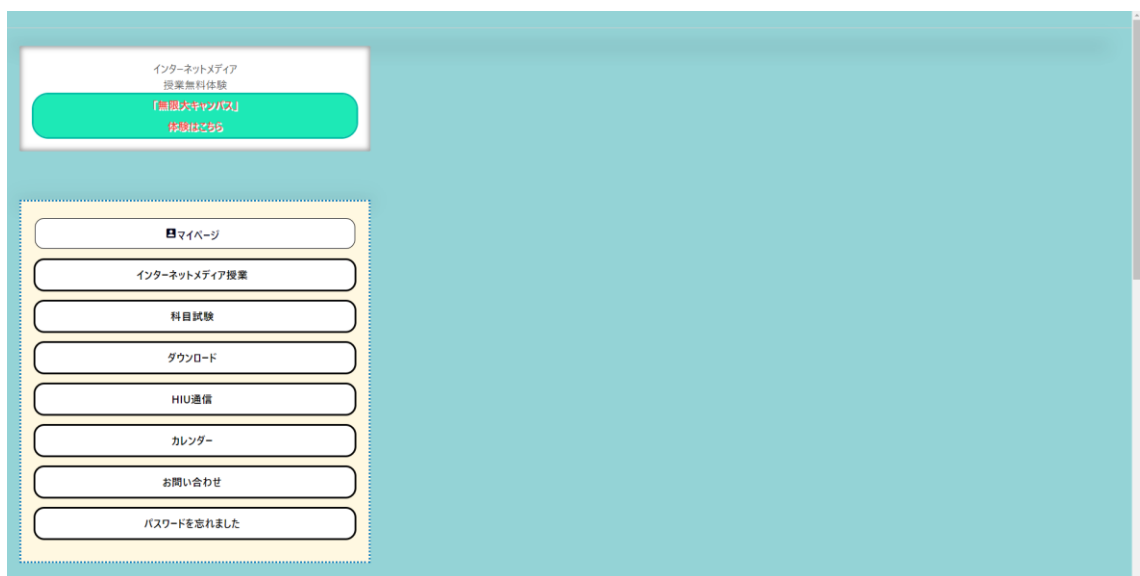 インターネットメディア
授業無料体験
「無限大キャンパス」
体験はこちら
マイページ
インターネットメディア授業
科目試験
ダウンロード
HIU通信
カレンダー
お問い合わせ
パスワードを忘れました